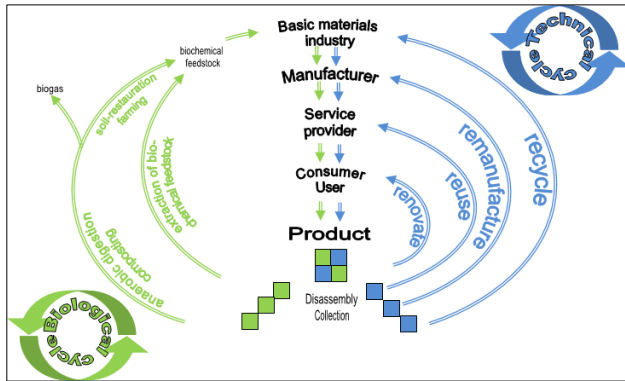 Basic materials
industry
Technical cycle
biochemical
feedstock
Manufacturer
biogas
soil-restauration
farming
Service
provider
extraction of bio-
chemical feedstock
Consumer
User
renovate
reuse
remanufacture
recycle
anaerobic digestion
composting
Product
Disassembly
Collection
Biological cycle